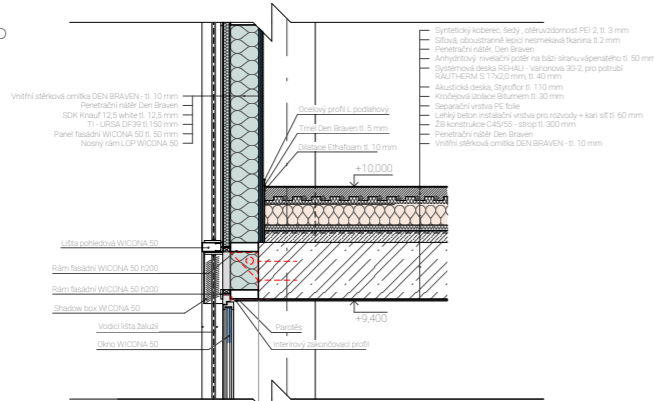 Syntetický koberec, šedý , otěruvzdornost PEI 2, tl. 3 mm
Síťová, oboustranně lepící nesmekavá tkanina tl.2 mm
Penetrační nátěr, Den Braven
Anhydritový nivelační potěr na bázi síranu vápenatého tl. 50 mm
Systémová deska REHAU - Varionova 30-2, pro potrubí
RAUTHERM S 17x2,0 mm, tl. 40 mm
Akustická deska, Styroflor tl. 110 mm
Kročejová izolace Bitumem tl. 30 mm
Separační vrstva PE folie
Lehký beton instalační vrstva pro rozvody + kari síť tl. 60 mm
ŽB konstrukce C45/55 - strop tl. 300 mm
Penetrační nátěr Den Braven
Vnitřní stěrková omítka DEN BRAVEN - tl. 10 mm
Vnitřní stěrková omítka DEN BRAVEN - tl. 10 mm
Penetrační nátěr Den Braven
SDK Knauf 12,5 white tl. 12,5 mm
TI - URSA DF39 tl 150 mm
Panel fasádní WICONA 50 tl. 50 mm
Nosný rám LOP WICONA 50
Ocelový profil L podlahový
Tmel Den Braven tl. 5 mm
Dilatace Ethafoam tl. 10 mm
+10,000
Lišta pohledová WICONA 50
Rám fasádní WICONA 50 h200
Rám fasádní WICONA 50 h200
Shadow box WICONA 50
Vodící lišta žaluzií
Okno WICONA 50
+9,400
Parotěs
Interirový zakončovací profil